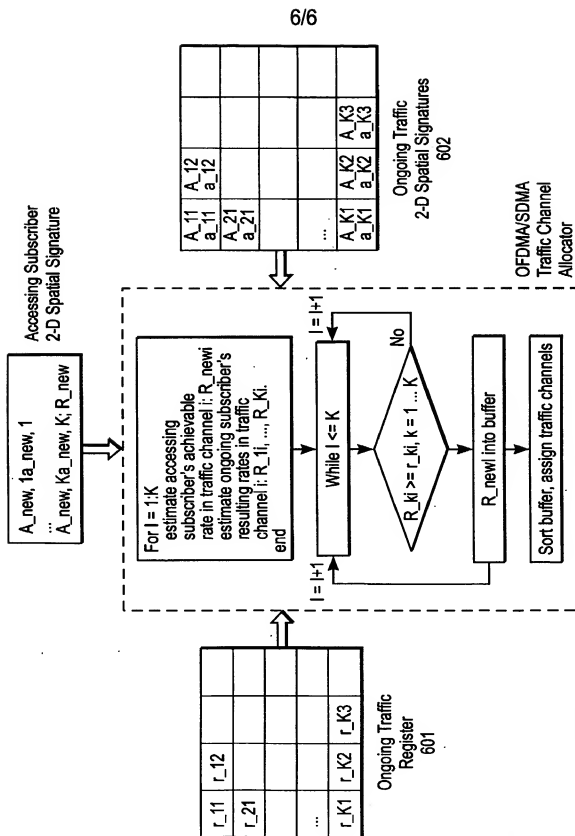 6/6
Accessing Subscriber
2-D Spatial Signature
A_new, 1a_new, 1
...
A_new, Ka_new, K; R_new
r_11 r_12
r_21
...
r_K1 r_K2 r_K3
Ongoing Traffic
Register
601
For I = 1:K
estimate accessing
subscriber's achievable
rate in traffic channel i: R_newi
estimate ongoing subscriber's
resulting rates in traffic
channel i: R_1i, ..., R_Ki.
end
While I <= K
I = I+1
I = I+1
R_ki >= r_ki, k = 1 ... K
No
R_newI into buffer
Sort buffer, assign traffic channels
OFDMA/SDMA
Traffic Channel
Allocator
A_11 A_12
a_11 a_12
A_21
a_21
...
A_K1 A_K2 A_K3
a_K1 a_K2 a_K3
Ongoing Traffic
2-D Spatial Signatures
602